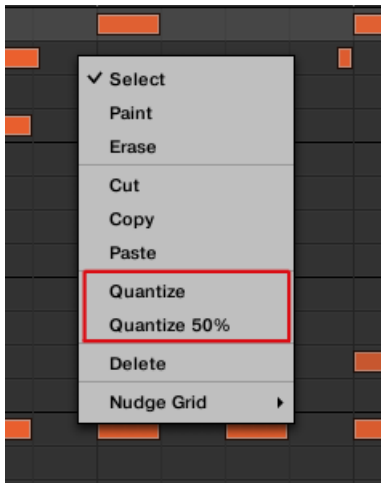 Select
Paint
Erase
Cut
Copy
Paste
Quantize
Quantize 50%
Delete
Nudge Grid